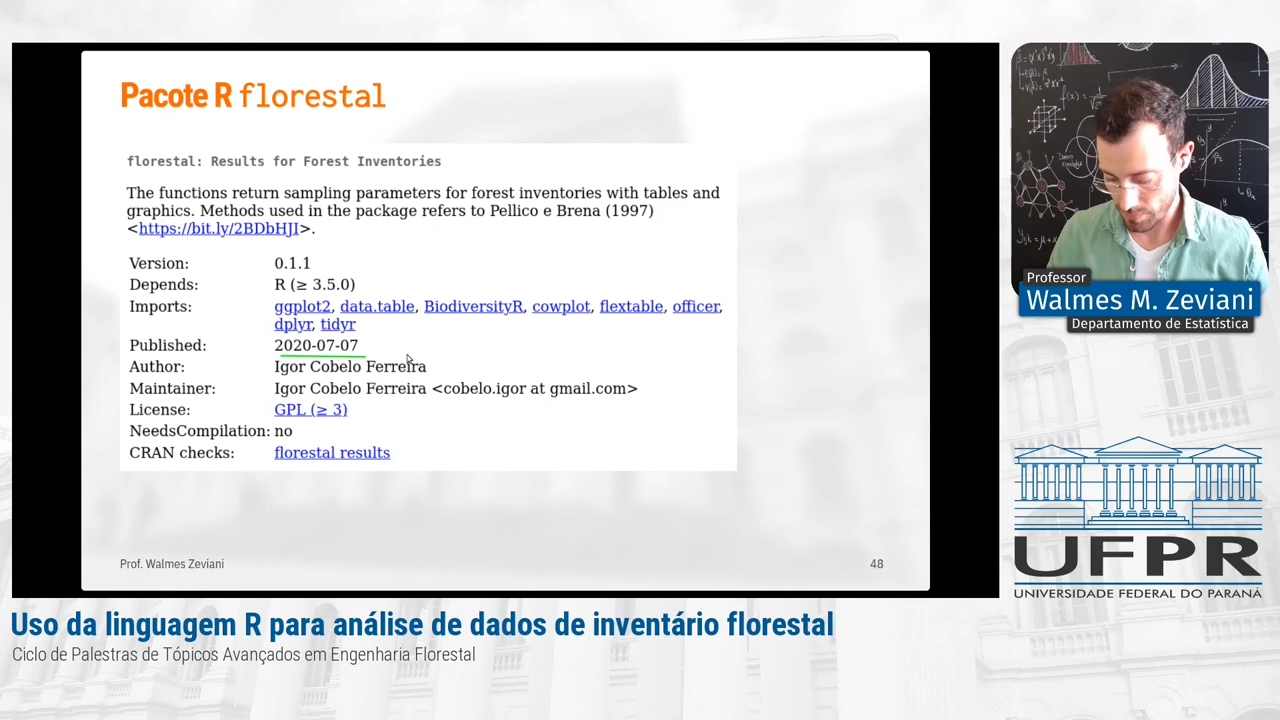 Pacote R florestal
florestal: Results for Forest Inventories
The functions return sampling parameters for forest inventories with tables and
graphics. Methods used in the package refers to Pellico e Brena (1997)
<https://bit.ly/2BDbHJI>.
Version: 0.1.1
Depends: R (≥ 3.5.0)
Imports: ggplot2, data.table, BiodiversityR, cowplot, flextable, officer,
dplyr, tidyr
Published: 2020-07-07
Author: Igor Cobelo Ferreira
Maintainer: Igor Cobelo Ferreira <cobelo.igor at gmail.com>
License: GPL (≥ 3)
NeedsCompilation: no
CRAN checks: florestal results
Prof. Walmes Zeviani
48
Professor
Walmes M. Zeviani
Departamento de Estatística
UFPR
UNIVERSIDADE FEDERAL DO PARANÁ
Uso da linguagem R para análise de dados de inventário florestal
Ciclo de Palestras de Tópicos Avançados em Engenharia Florestal